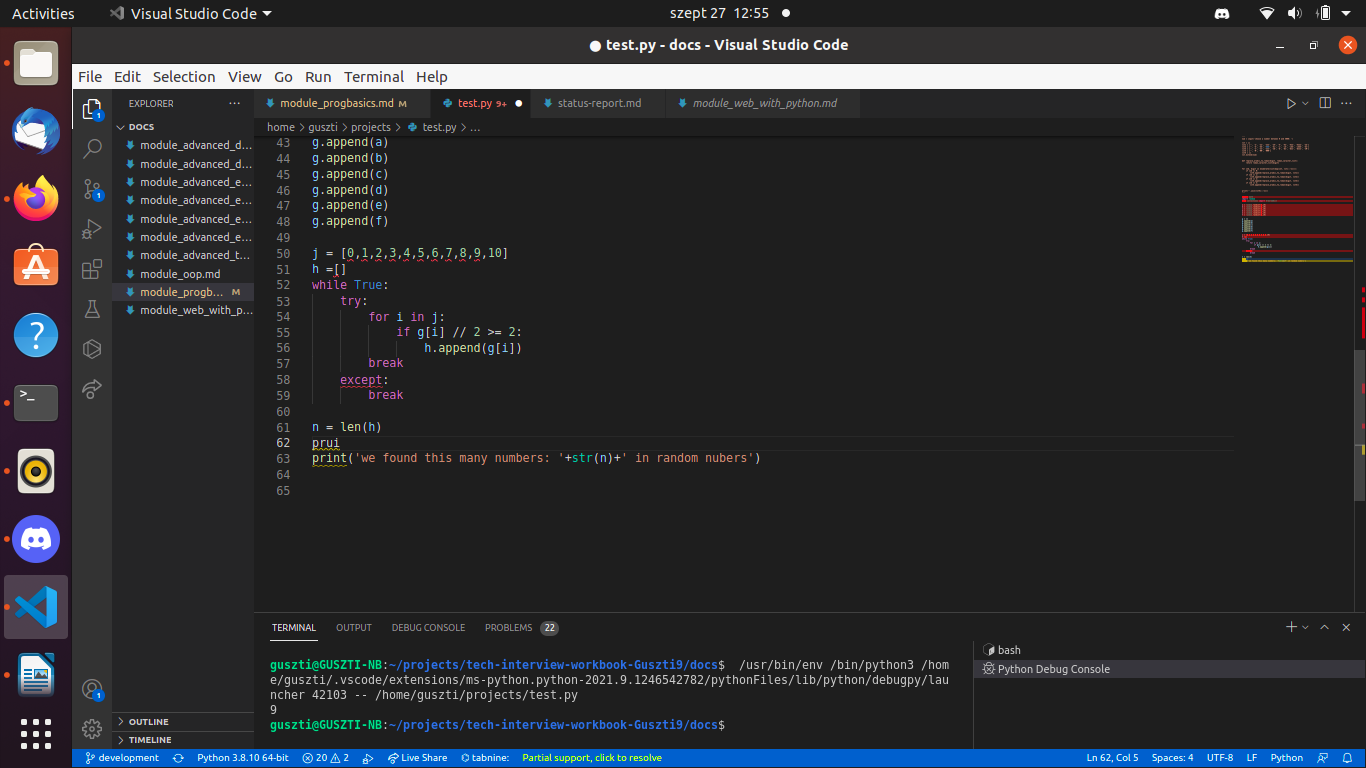 Activities
Visual Studio Code
szept 27 12:55
● test.py - docs - Visual Studio Code
File Edit Selection View Go Run Terminal Help
EXPLORER
module_progbasics.md M
test.py 9+
status-report.md
module_web_with_python.md
home > guszti > projects > test.py > ...
DOCS
module_advanced_d...
module_advanced_d...
module_advanced_e...
module_advanced_e...
module_advanced_e...
module_advanced_e...
module_advanced_t...
module_oop.md
module_progb... M
module_web_with_p...
OUTLINE
TIMELINE
43 g.append(a)
44 g.append(b)
45 g.append(c)
46 g.append(d)
47 g.append(e)
48 g.append(f)
49
50 j = [0,1,2,3,4,5,6,7,8,9,10]
51 h =[]
52 while True:
53 try:
54 for i in j:
55 if g[i] // 2 >= 2:
56 h.append(g[i])
57 break
58 except:
59 break
60
61 n = len(h)
62 prui
63 print('we found this many numbers: '+str(n)+' in random nubers')
64
65
TERMINAL OUTPUT DEBUG CONSOLE PROBLEMS 22
guszti@GUSZTI-NB:~/projects/tech-interview-workbook-Guszti9/docs$ /usr/bin/env /bin/python3 /hom
e/guszti/.vscode/extensions/ms-python.python-2021.9.1246542782/pythonFiles/lib/python/debugpy/lau
ncher 42103 -- /home/guszti/projects/test.py
9
guszti@GUSZTI-NB:~/projects/tech-interview-workbook-Guszti9/docs$
bash
Python Debug Console
development Python 3.8.10 64-bit 20 2 Live Share tabnine: Partial support, click to resolve Ln 62, Col 5 Spaces: 4 UTF-8 LF Python